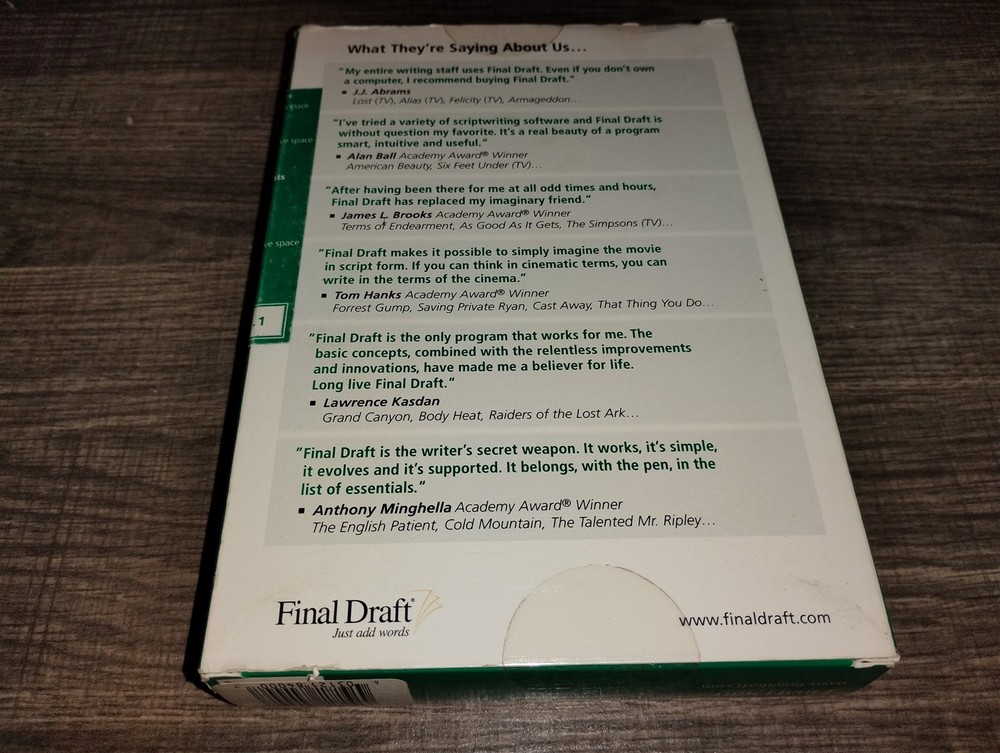 What They're Saying About Us...
"My entire writing staff uses Final Draft. Even if you don't own
a computer, I recommend buying Final Draft."
▪ J.J. Abrams
Lost (TV), Alias (TV), Felicity (TV), Armageddon...
"I've tried a variety of scriptwriting software and Final Draft is
without question my favorite. It's a real beauty of a program
smart, intuitive and useful."
▪ Alan Ball Academy Award® Winner
American Beauty, Six Feet Under (TV)...
"After having been there for me at all odd times and hours,
Final Draft has replaced my imaginary friend."
▪ James L. Brooks Academy Award® Winner
Terms of Endearment, As Good As It Gets, The Simpsons (TV)...
"Final Draft makes it possible to simply imagine the movie
in script form. If you can think in cinematic terms, you can
write in the terms of the cinema."
▪ Tom Hanks Academy Award® Winner
Forrest Gump, Saving Private Ryan, Cast Away, That Thing You Do...
"Final Draft is the only program that works for me. The
basic concepts, combined with the relentless improvements
and innovations, have made me a believer for life.
Long live Final Draft."
▪ Lawrence Kasdan
Grand Canyon, Body Heat, Raiders of the Lost Ark...
"Final Draft is the writer's secret weapon. It works, it's simple,
it evolves and it's supported. It belongs, with the pen, in the
list of essentials."
▪ Anthony Minghella Academy Award® Winner
The English Patient, Cold Mountain, The Talented Mr. Ripley...
Final Draft®
Just add words
www.finaldraft.com
space
space
.1